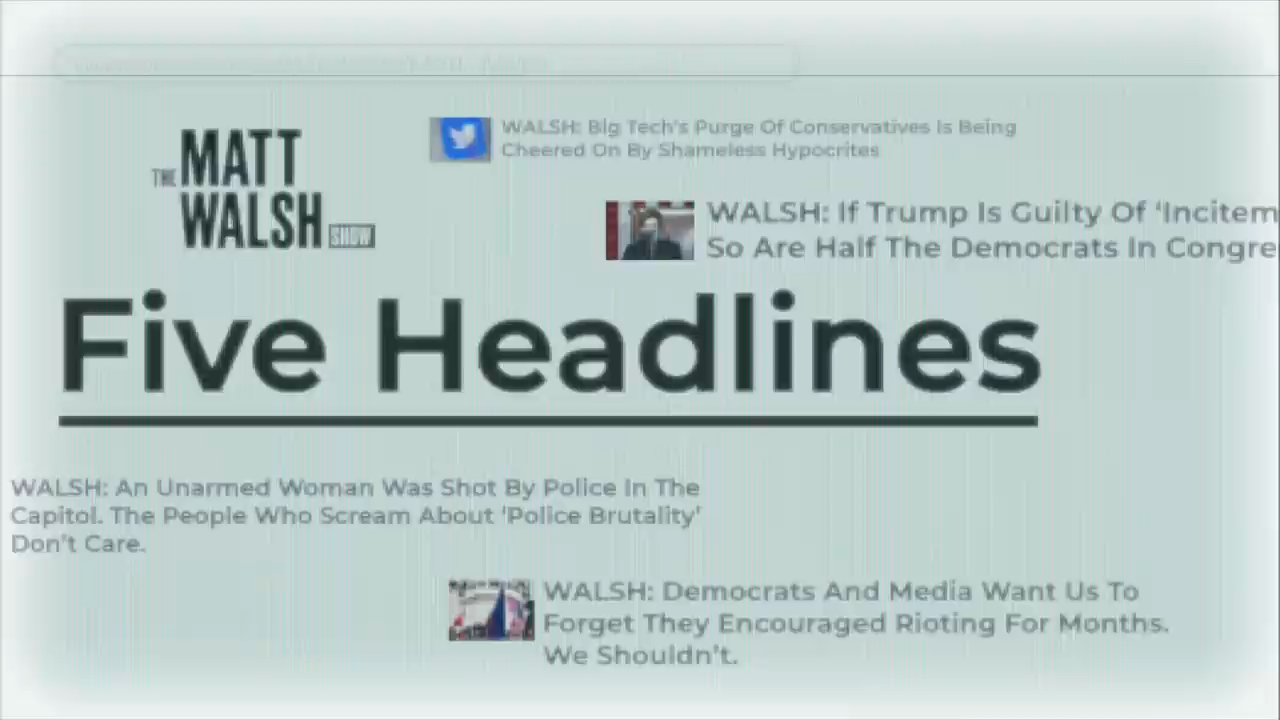 THE MATT
WALSH SHOW
WALSH: Big Tech's Purge Of Conservatives Is Being
Cheered On By Shameless Hypocrites
WALSH: If Trump Is Guilty Of ‘Incitem
So Are Half The Democrats In Congre
Five Headlines
WALSH: An Unarmed Woman Was Shot By Police In The
Capitol. The People Who Scream About ‘Police Brutality’
Don't Care.
WALSH: Democrats And Media Want Us To
Forget They Encouraged Rioting For Months.
We Shouldn't.